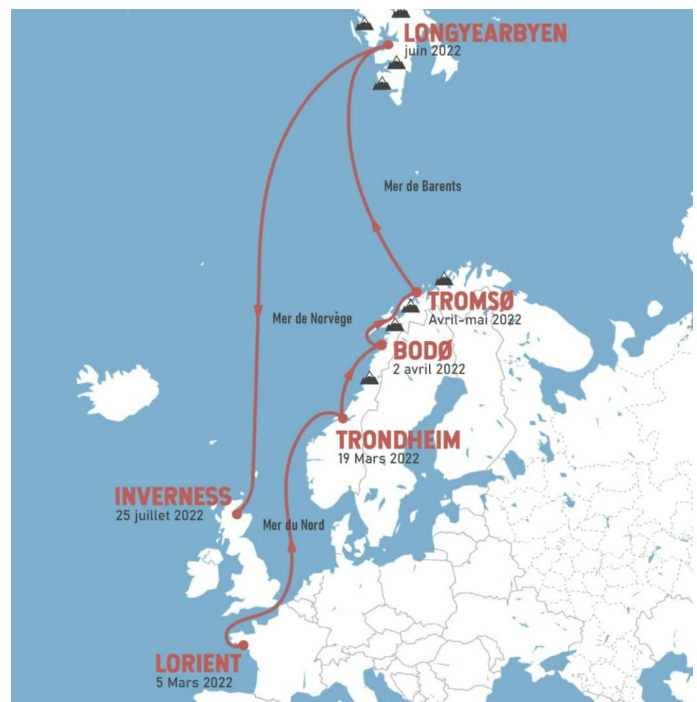 LONGYEARBYEN
juin 2022
Mer de Barents
TROMSØ
Avril-mai 2022
Mer de Norvège
BODØ
2 avril 2022
TRONDHEIM
19 Mars 2022
INVERNESS
25 juillet 2022
Mer du Nord
LORIENT
5 Mars 2022